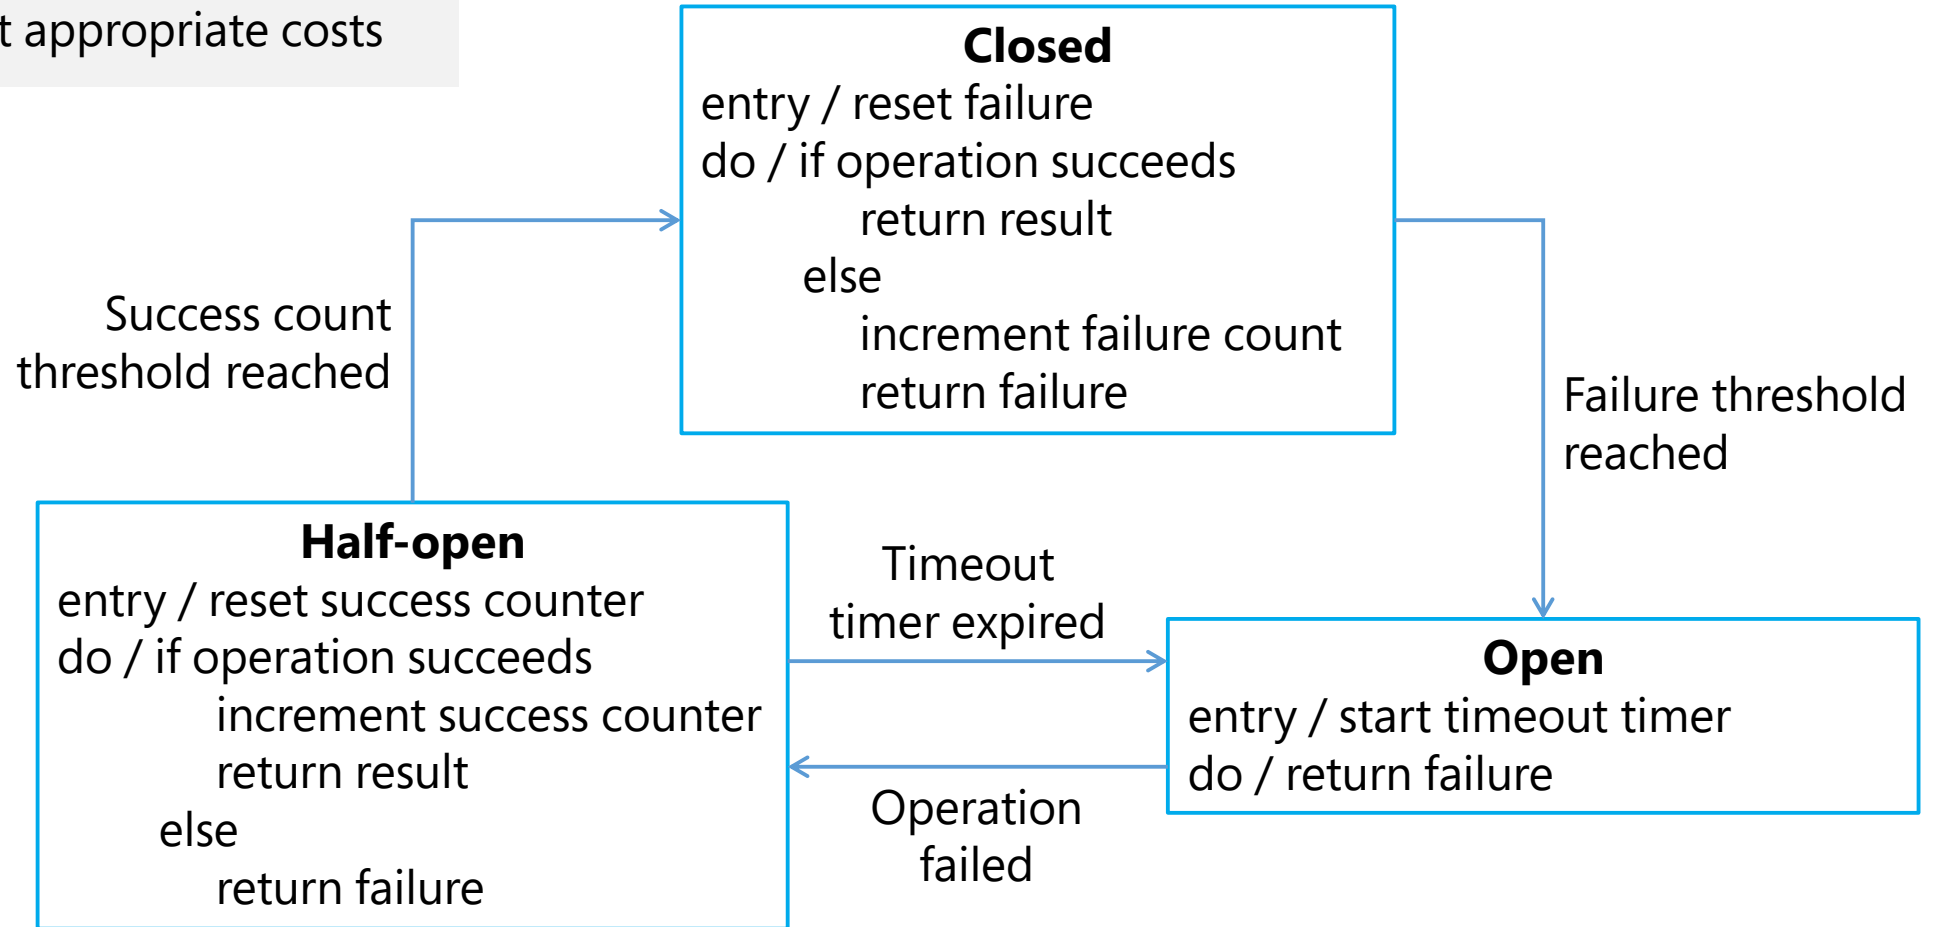 t appropriate costs
Closed
entry / reset failure
do / if operation succeeds
return result
else
increment failure count
return failure
Success count
threshold reached
Failure threshold
reached
Half-open
entry / reset success counter
do / if operation succeeds
increment success counter
return result
else
return failure
Timeout
timer expired
Operation
failed
Open
entry / start timeout timer
do / return failure